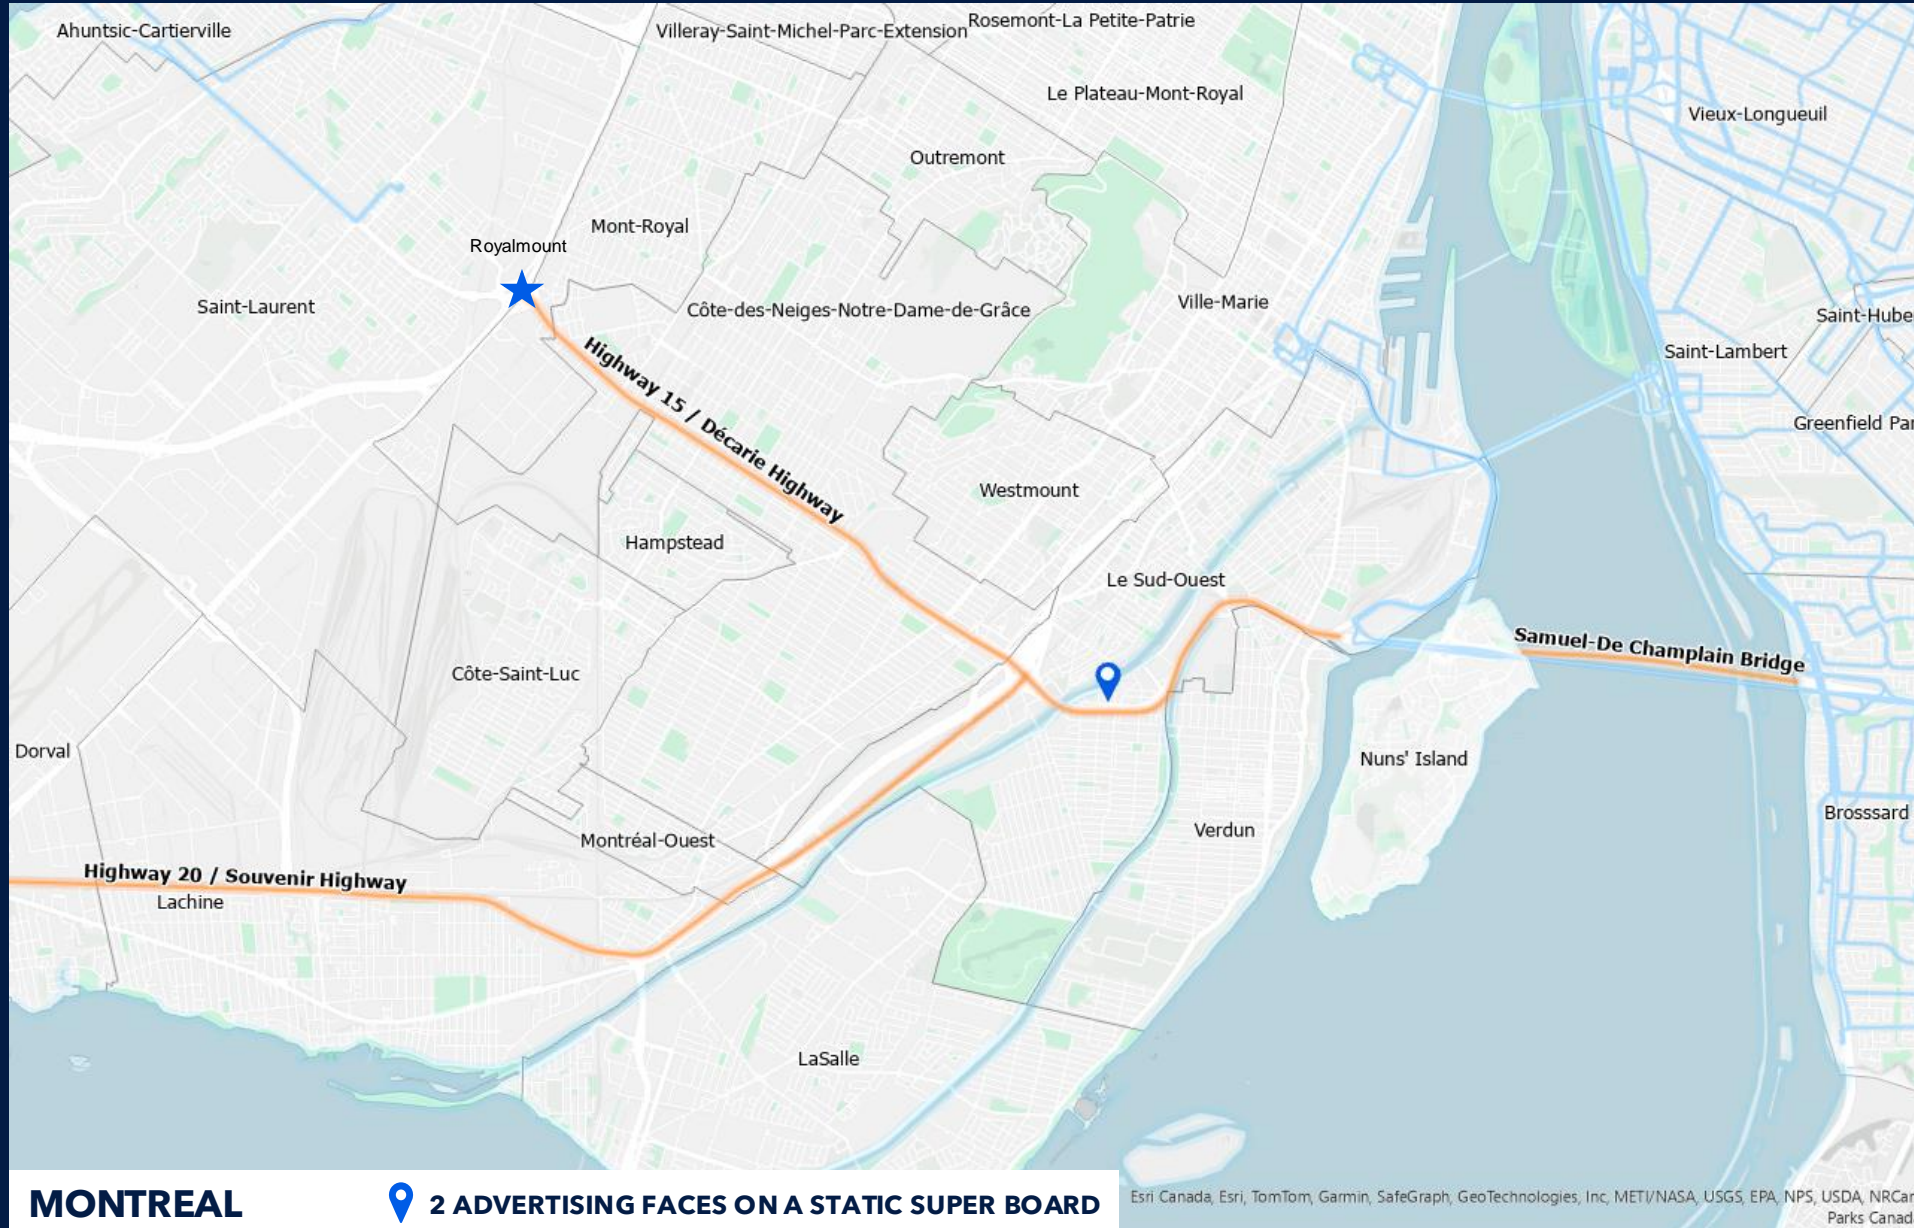 Ahuntsic-Cartierville
Villeray-Saint-Michel-Parc-Extension
Rosemont-La Petite-Patrie
Le Plateau-Mont-Royal
Vieux-Longueuil
Outremont
Mont-Royal
Royalmount
Saint-Laurent
Côte-des-Neiges-Notre-Dame-de-Grâce
Ville-Marie
Saint-Hube
Saint-Lambert
Highway 15 / Décarie Highway
Greenfield Par
Westmount
Hampstead
Le Sud-Ouest
Samuel-De Champlain Bridge
Côte-Saint-Luc
Dorval
Nuns' Island
Brosssard
Verdun
Montréal-Ouest
Highway 20 / Souvenir Highway
Lachine
LaSalle
MONTREAL
2 ADVERTISING FACES ON A STATIC SUPER BOARD
Esri Canada, Esri, TomTom, Garmin, SafeGraph, GeoTechnologies, Inc, METI/NASA, USGS, EPA, NPS, USDA, NRCan
Parks Canad